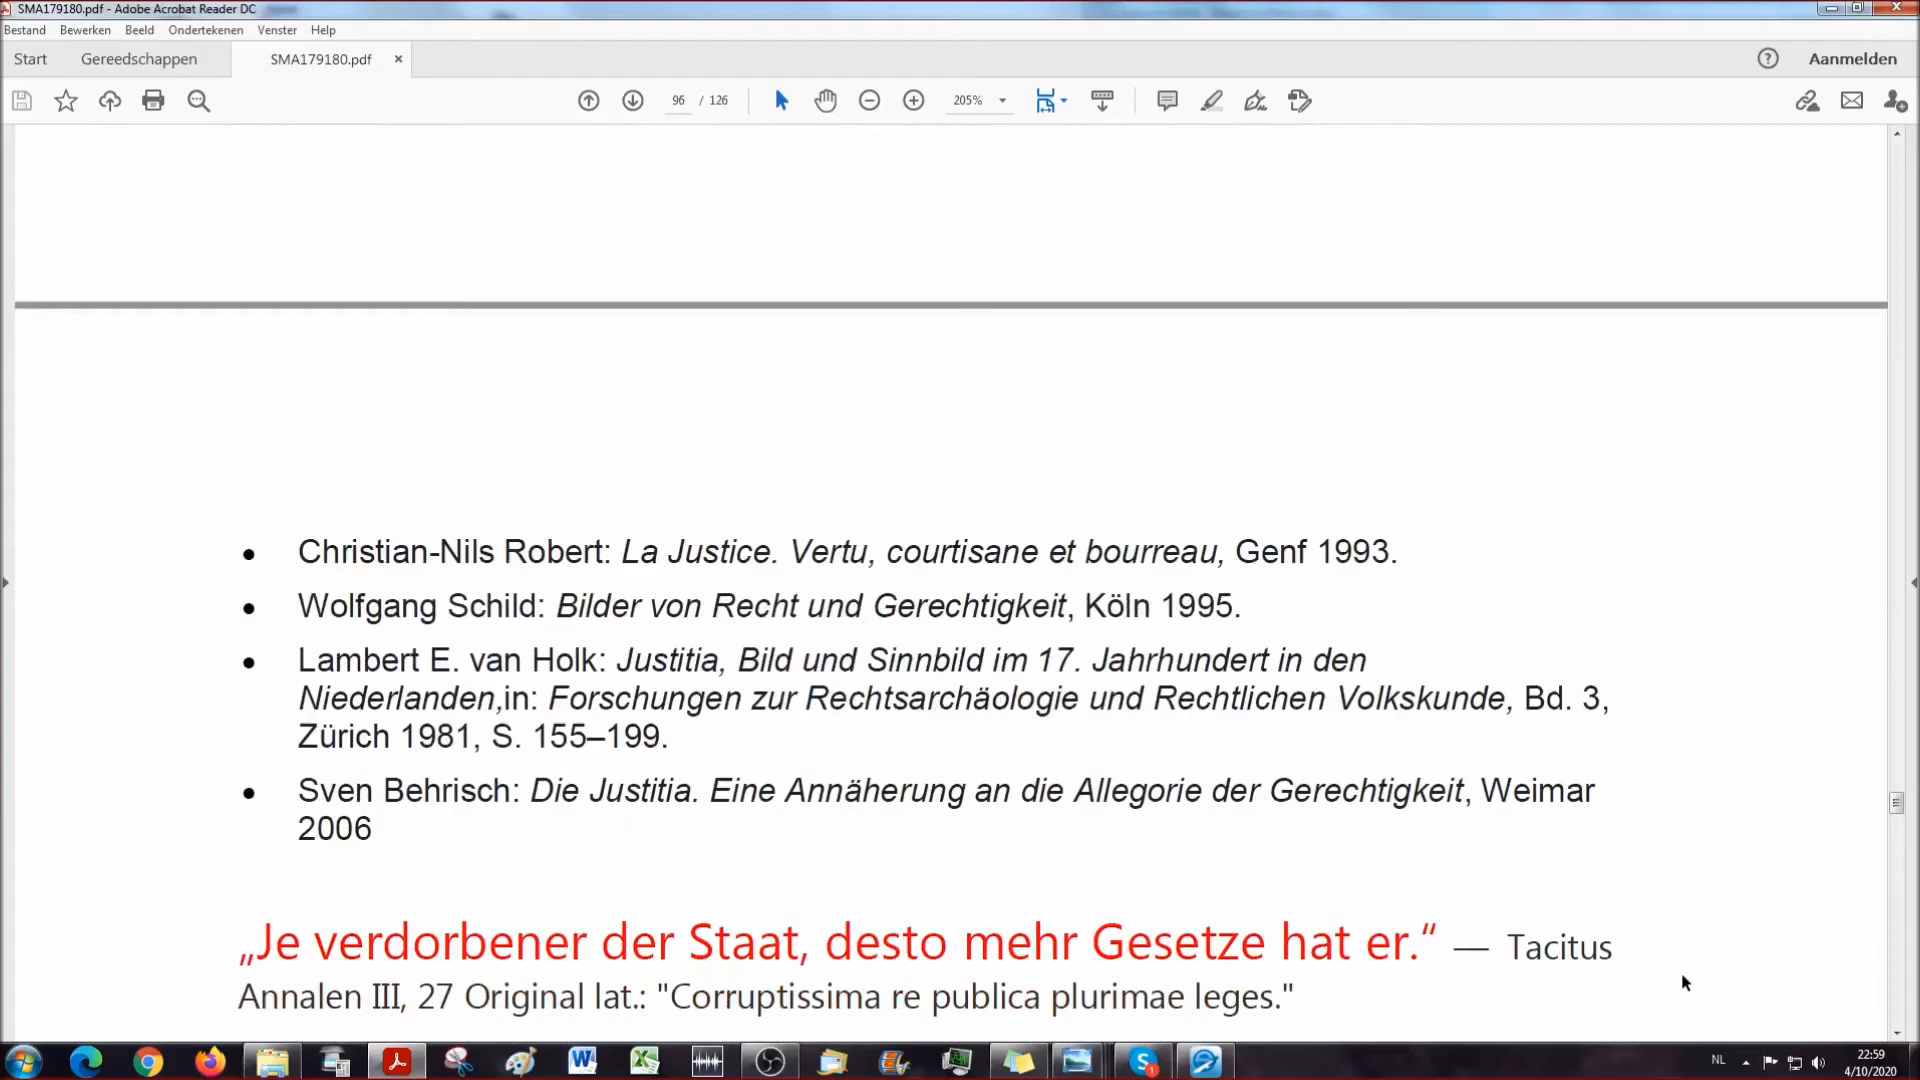 SMA179180.pdf - Adobe Acrobat Reader DC
Bestand Bewerken Beeld Ondertekenen Venster Help
Start Gereedschappen SMA179180.pdf × Aanmelden
96 / 126 205%
• Christian-Nils Robert: La Justice. Vertu, courtisane et bourreau, Genf 1993.
• Wolfgang Schild: Bilder von Recht und Gerechtigkeit, Köln 1995.
• Lambert E. van Holk: Justitia, Bild und Sinnbild im 17. Jahrhundert in den
Niederlanden,in: Forschungen zur Rechtsarchäologie und Rechtlichen Volkskunde, Bd. 3,
Zürich 1981, S. 155–199.
• Sven Behrisch: Die Justitia. Eine Annäherung an die Allegorie der Gerechtigkeit, Weimar
2006
„Je verdorbener der Staat, desto mehr Gesetze hat er.“ — Tacitus
Annalen III, 27 Original lat.: "Corruptissima re publica plurimae leges."
NL 22:59
4/10/2020